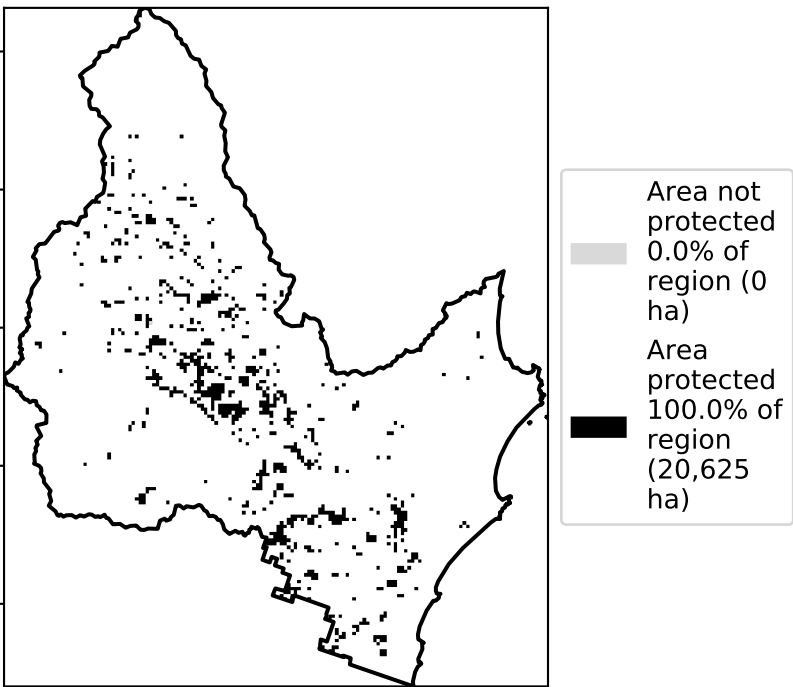 Area not
protected
0.0% of
region (0
ha)
Area
protected
100.0% of
region
(20,625
ha)